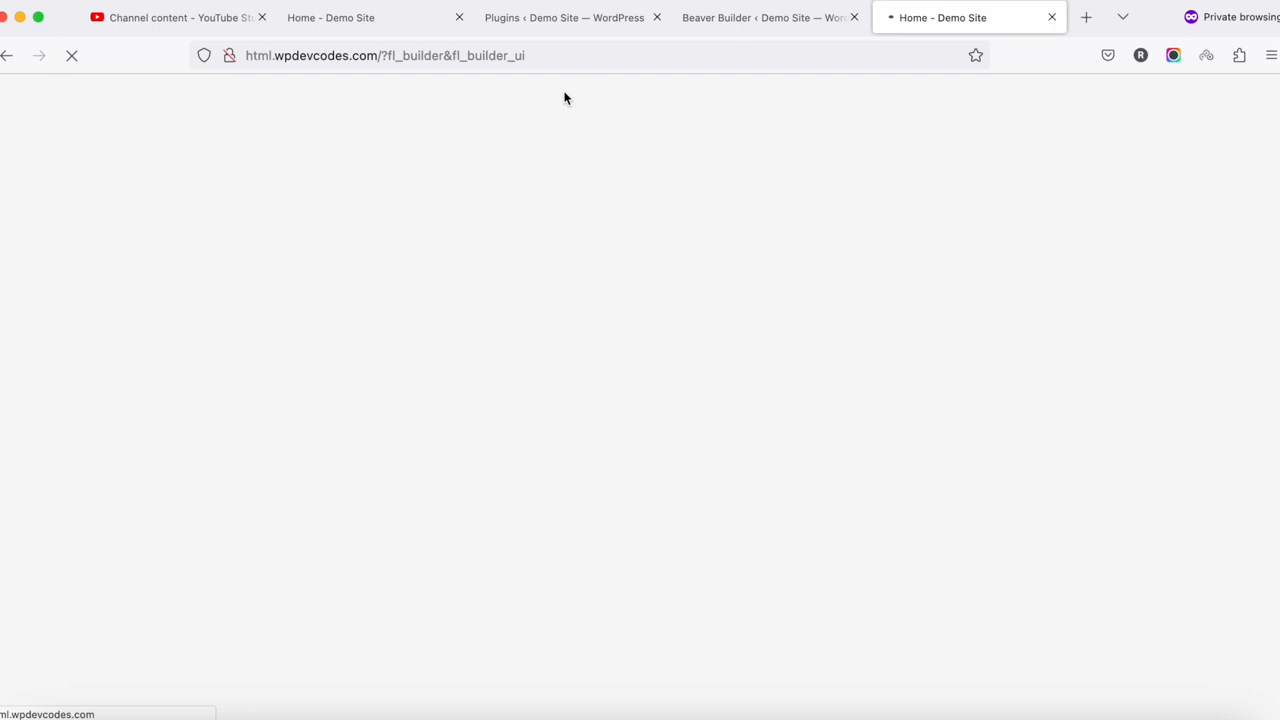 Channel content - YouTube St
Home - Demo Site
Plugins ‹ Demo Site — WordPress
Beaver Builder ‹ Demo Site — Wor
Home - Demo Site
Private browsing
html.wpdevcodes.com/?fl_builder&fl_builder_ui
R
ml.wpdevcodes.com